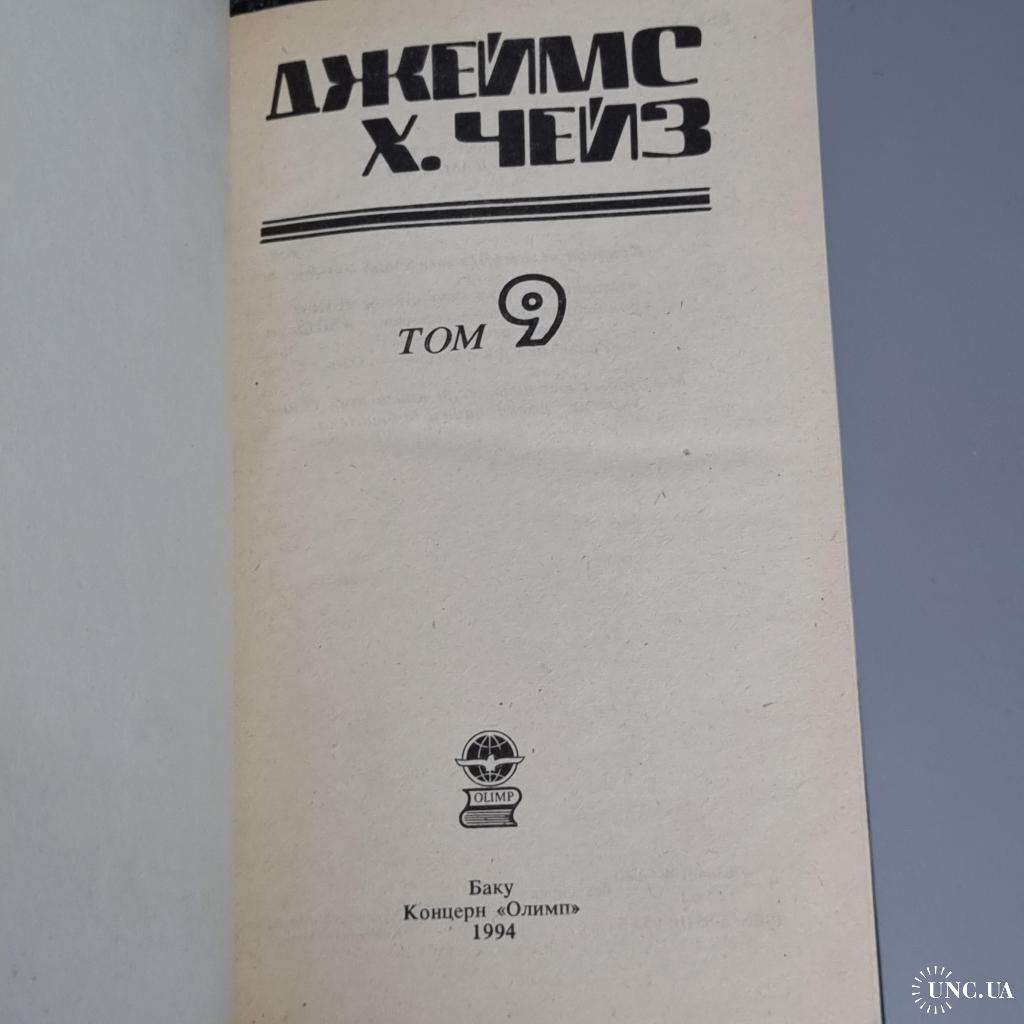 ДЖЕЙМС
Х. ЧЕЙЗ
ТОМ 9
OLIMP
Баку
Концерн «Олимп»
1994
UNC.UA